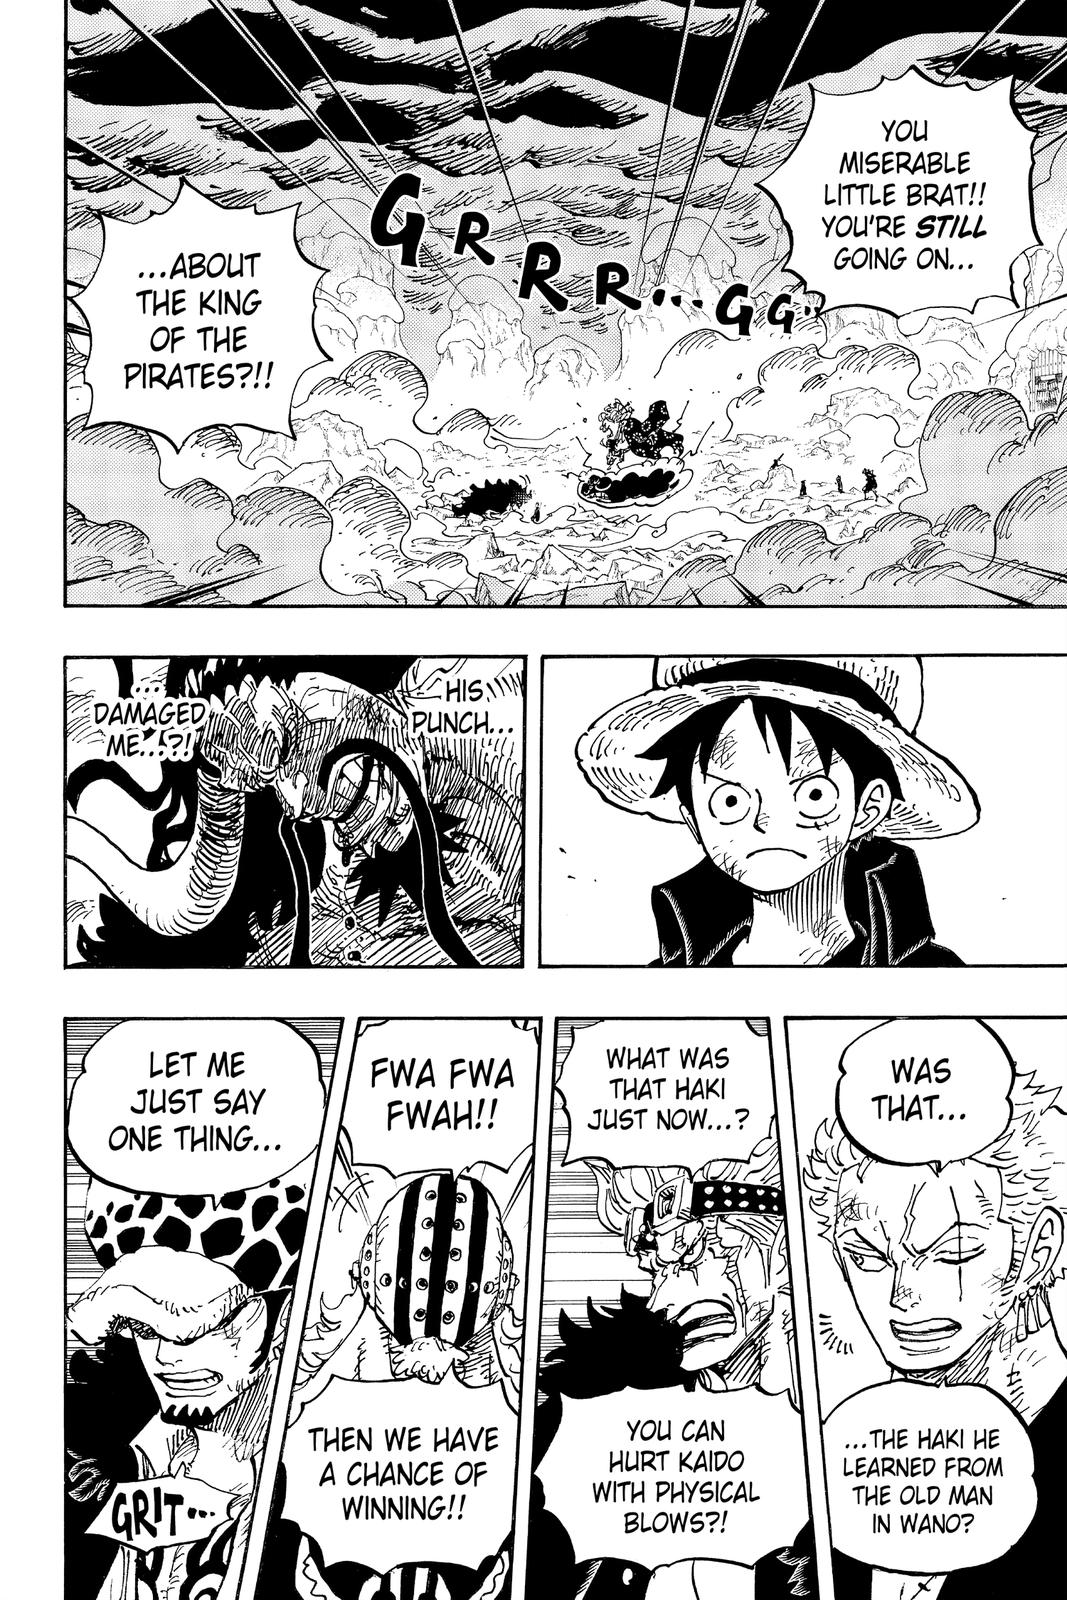 YOU
MISERABLE
LITTLE BRAT!!
YOU'RE STILL
GOING ON...
GRRR...GG..
...ABOUT
THE KING
OF THE
PIRATES?!!
HIS
PUNCH...
...
DAMAGED
ME...?!
WAS
THAT...
...THE HAKI HE
LEARNED FROM
THE OLD MAN
IN WANO?
WHAT WAS
THAT HAKI
JUST NOW...?
YOU CAN
HURT KAIDO
WITH PHYSICAL
BLOWS?!
FWA FWA
FWAH!!
THEN WE HAVE
A CHANCE OF
WINNING!!
LET ME
JUST SAY
ONE THING...
GRIT...